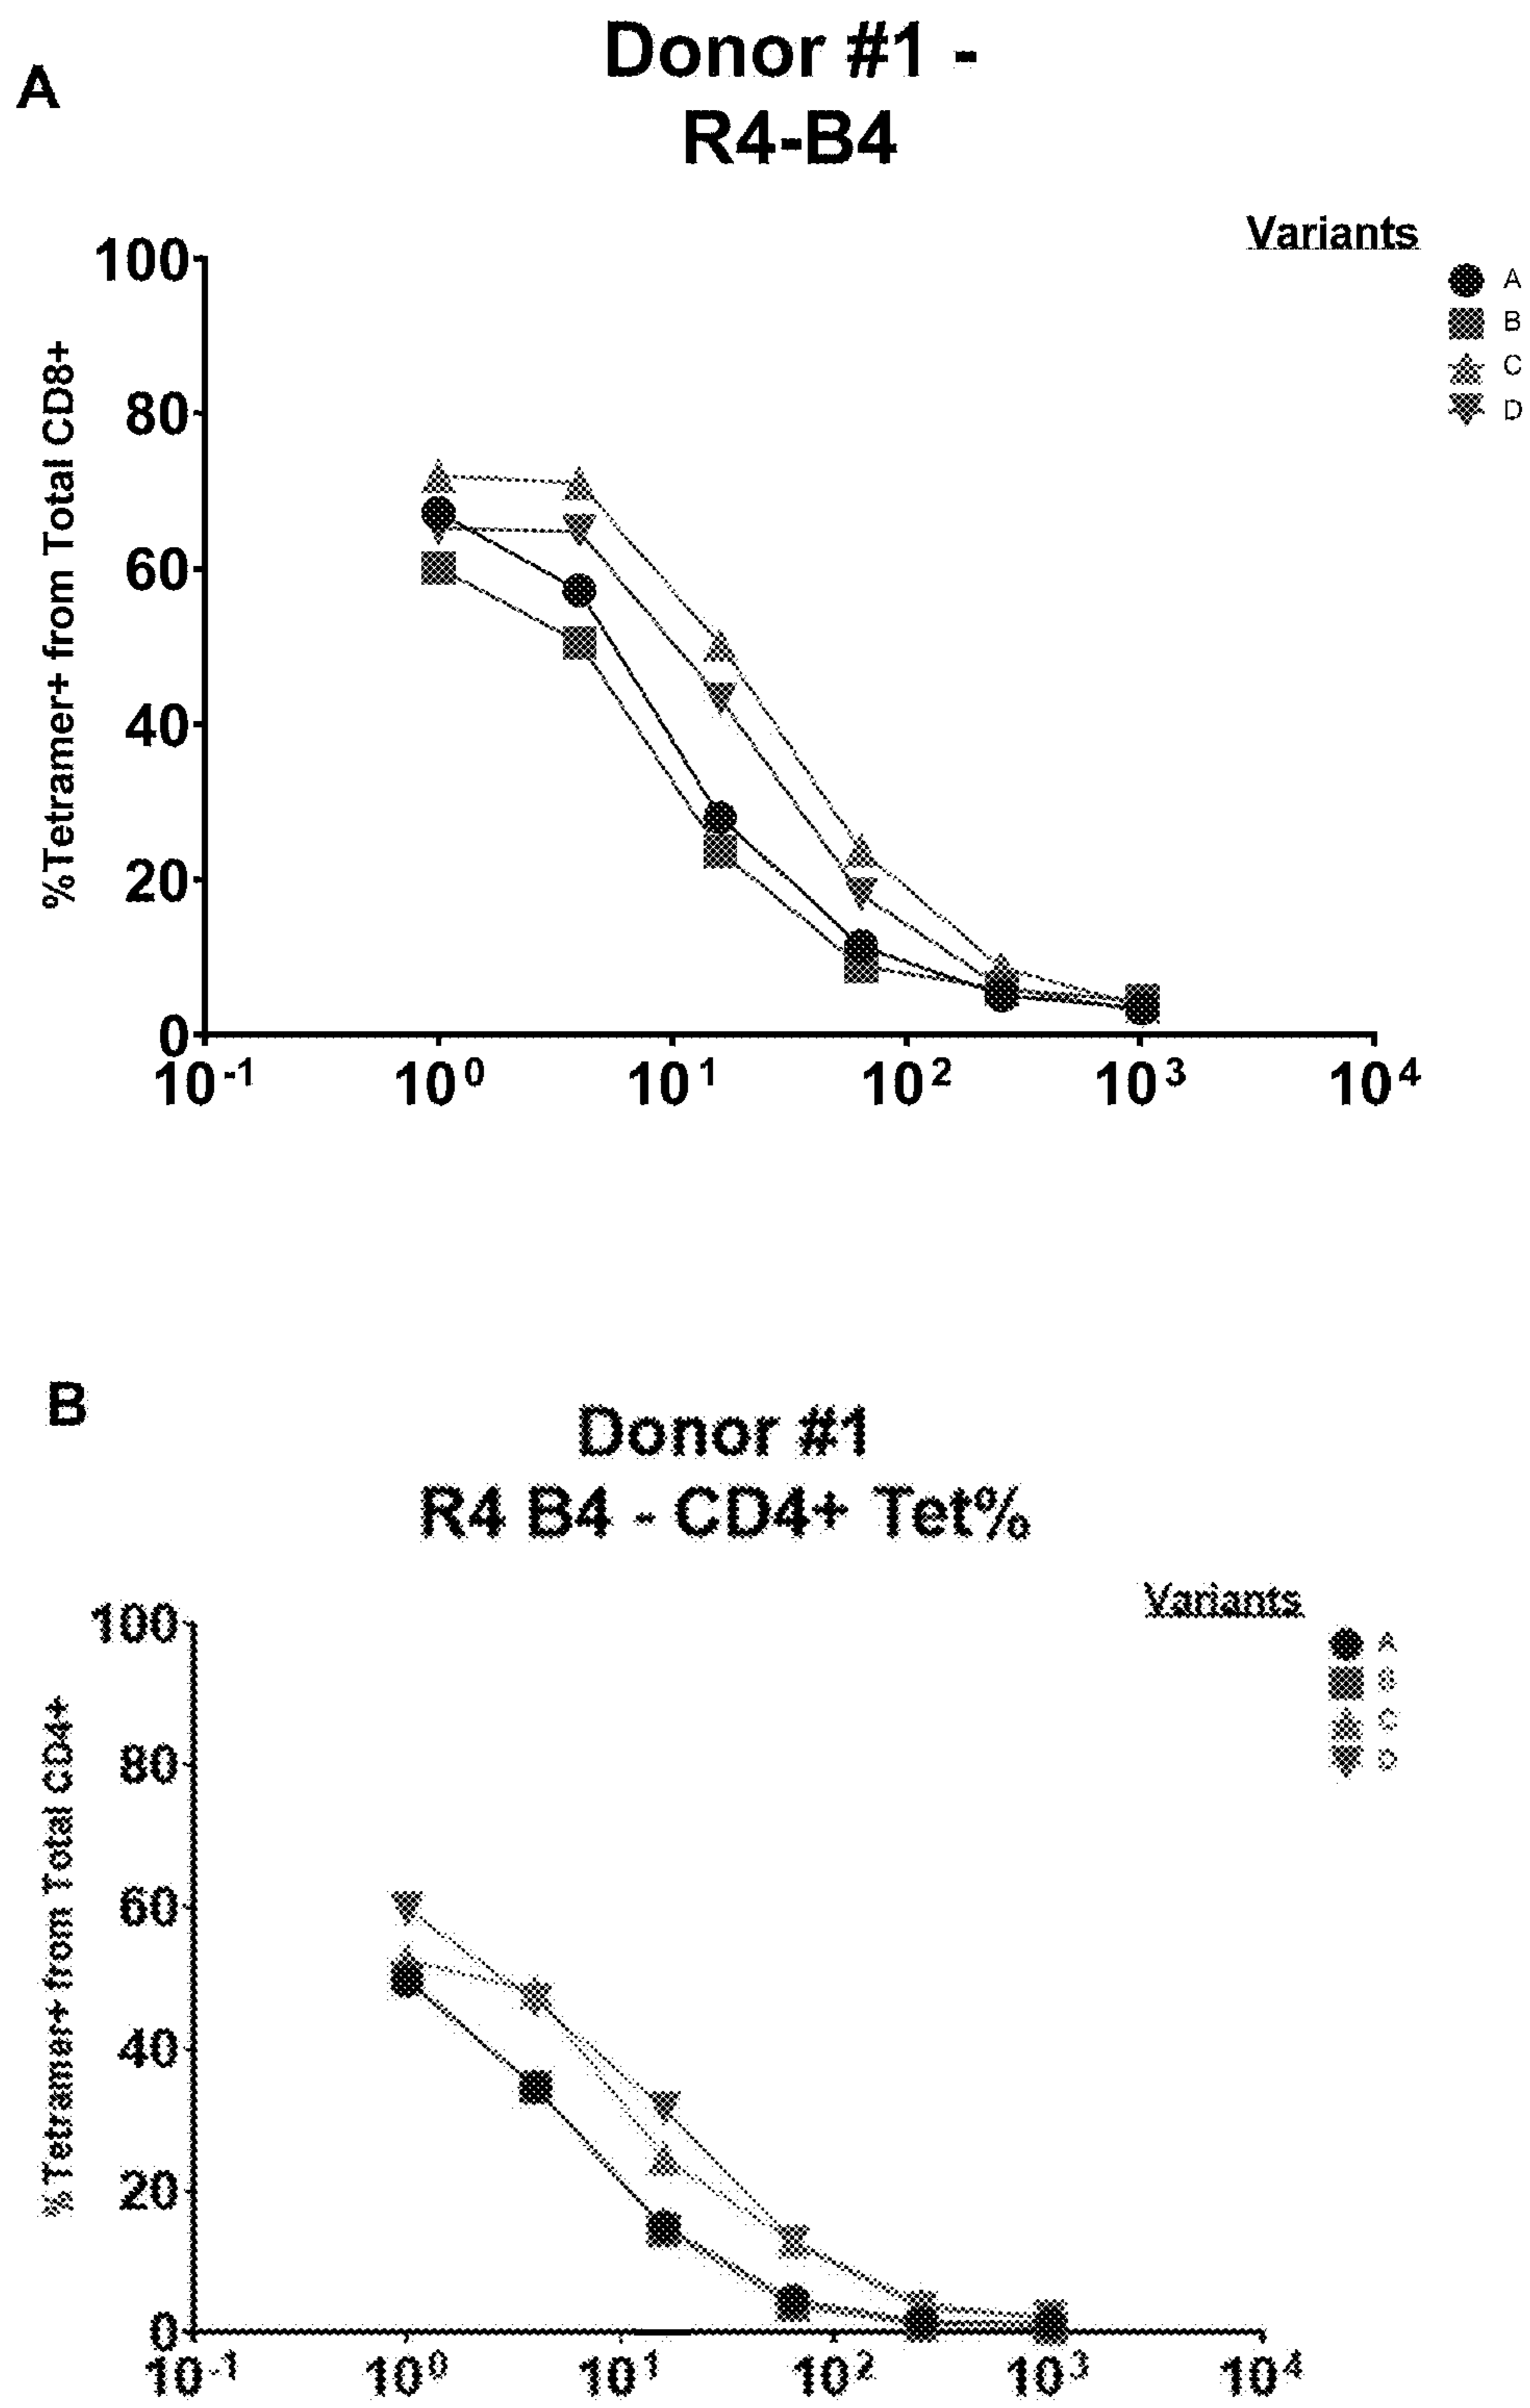 A
Donor #1 -
R4-B4
Variants
A
B
C
D
%Tetramer+ from Total CD8+
100
80
60
40
20
0
10-1
100
101
102
103
104
B
Donor #1
R4 B4 - CD4+ Tet%
Variants
A
B
C
D
%Tetramer+ from Total CD4+
100
80
60
40
20
0
10-1
100
101
102
103
104